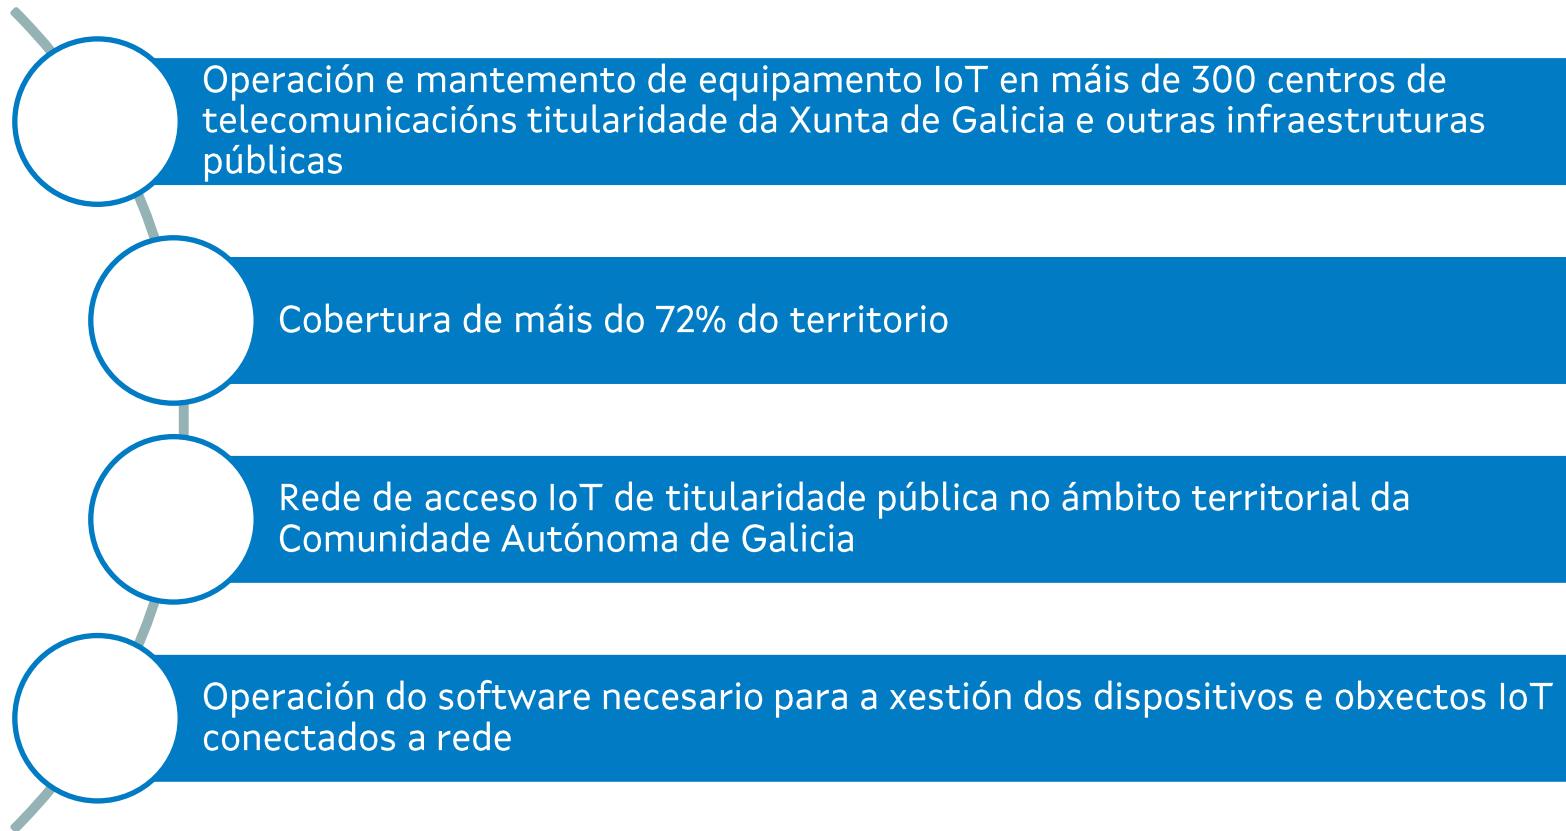 Operación e mantemento de equipamento IoT en máis de 300 centros de
telecomunicacións titularidade da Xunta de Galicia e outras infraestruturas
públicas
Cobertura de máis do 72% do territorio
Rede de acceso IoT de titularidade pública no ámbito territorial da
Comunidade Autónoma de Galicia
Operación do software necesario para a xestión dos dispositivos e obxectos IoT
conectados a rede